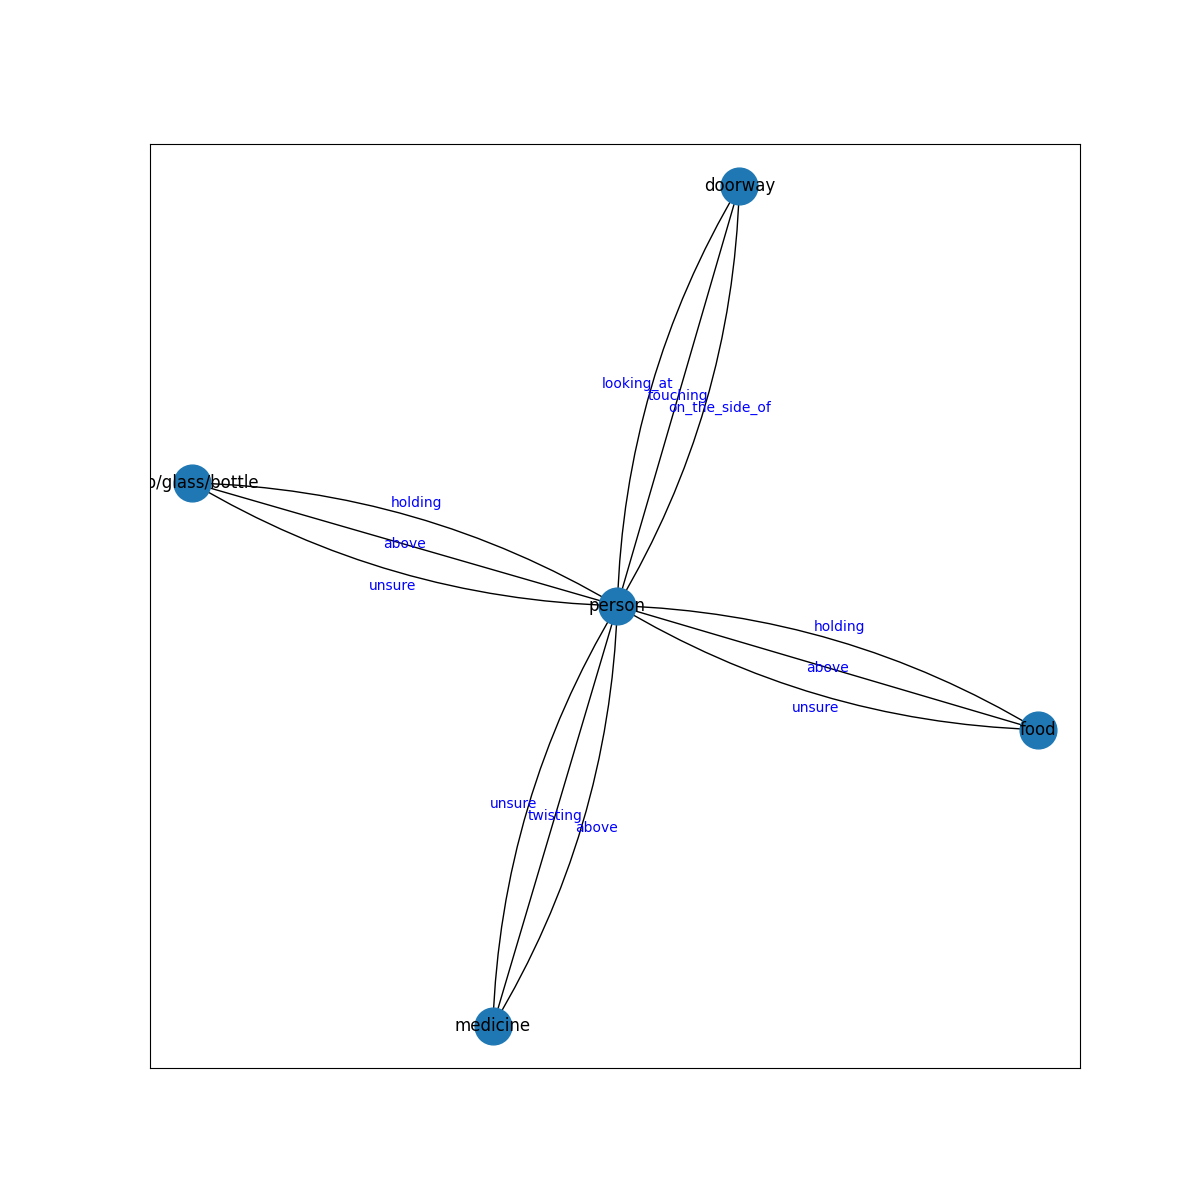 doorway
looking_at
touching
on_the_side_of
/glass/bottle
holding
above
unsure
person
holding
above
unsure
food
unsure
twisting
above
medicine